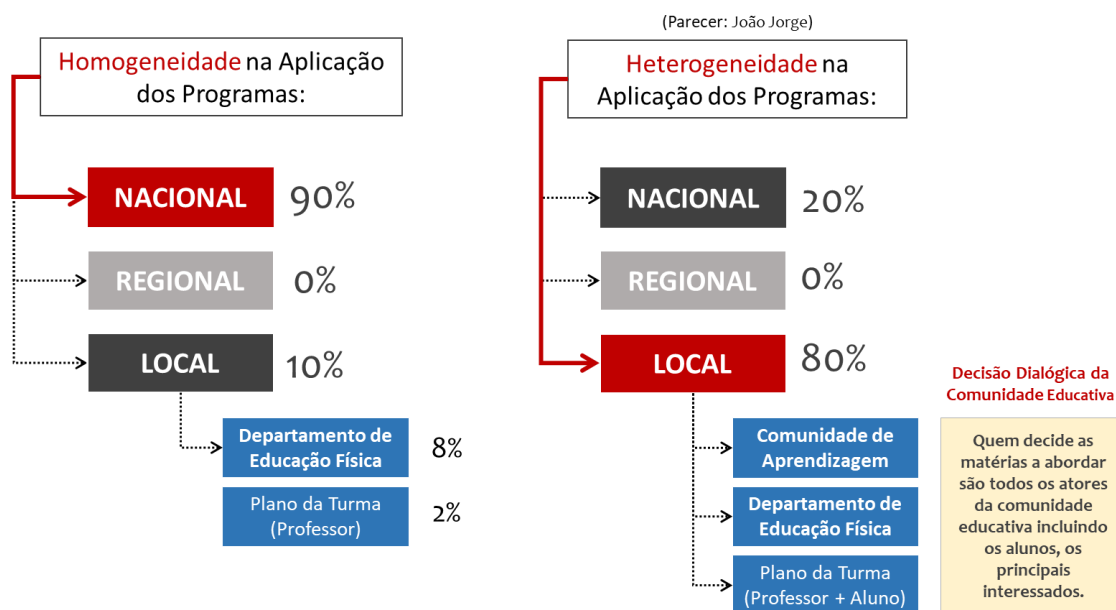 Homogeneidade na Aplicação
dos Programas:
NACIONAL
90%
REGIONAL
0%
LOCAL
10%
Departamento de
Educação Física
8%
Plano da Turma
(Professor)
2%
(Parecer: João Jorge)
Heterogeneidade na
Aplicação dos Programas:
NACIONAL
20%
REGIONAL
0%
LOCAL
80%
Comunidade de
Aprendizagem
Departamento de
Educação Física
Plano da Turma
(Professor + Aluno)
Decisão Dialógica da
Comunidade Educativa
Quem decide as
matérias a abordar
são todos os atores
da comunidade
educativa incluindo
os alunos, os
principais
interessados.